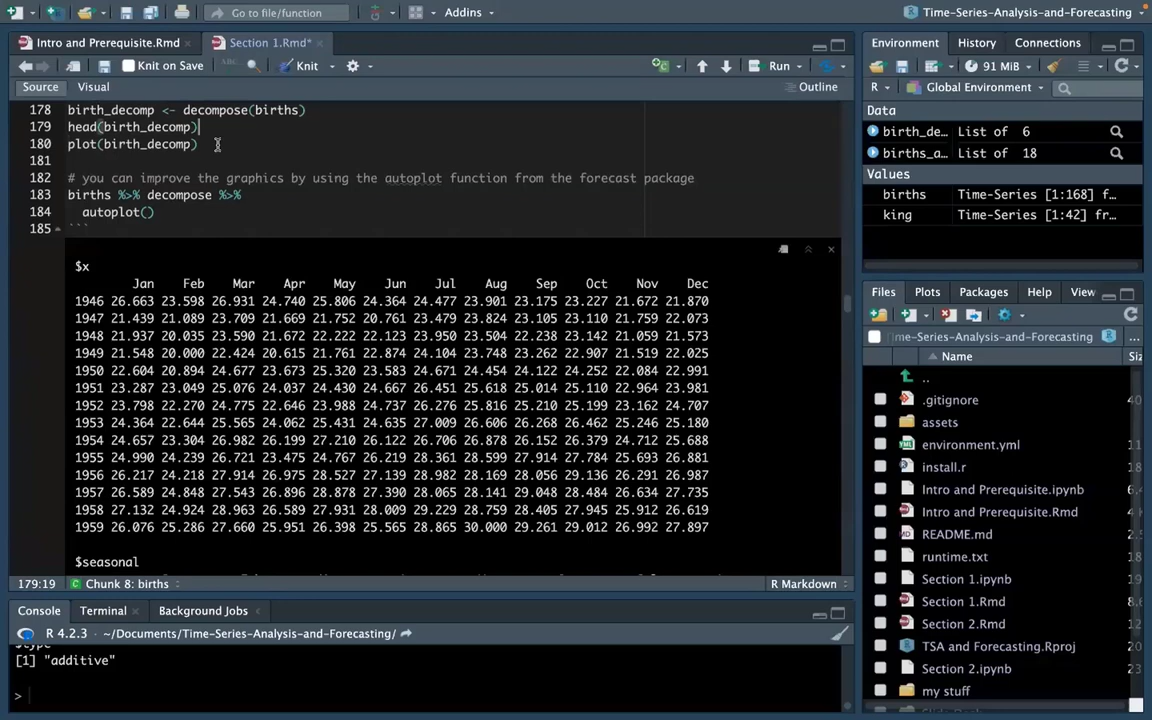 Go to file/function
Addins
Time-Series-Analysis-and-Forecasting
Intro and Prerequisite.Rmd
Section 1.Rmd*
Knit on Save
ABC
Knit
Run
Source
Visual
Outline
178 birth_decomp <- decompose(births)
179 head(birth_decomp)
180 plot(birth_decomp)
181
182 # you can improve the graphics by using the autoplot function from the forecast package
183 births %>% decompose %>%
184 autoplot()
185 ```
$x
Jan Feb Mar Apr May Jun Jul Aug Sep Oct Nov Dec
1946 26.663 23.598 26.931 24.740 25.806 24.364 24.477 23.901 23.175 23.227 21.672 21.870
1947 21.439 21.089 23.709 21.669 21.752 20.761 23.479 23.824 23.105 23.110 21.759 22.073
1948 21.937 20.035 23.590 21.672 22.222 22.123 23.950 23.504 22.238 23.142 21.059 21.573
1949 21.548 20.000 22.424 20.615 21.761 22.874 24.104 23.748 23.262 22.907 21.519 22.025
1950 22.604 20.894 24.677 23.673 25.320 23.583 24.671 24.454 24.122 24.252 22.084 22.991
1951 23.287 23.049 25.076 24.037 24.430 24.667 26.451 25.618 25.014 25.110 22.964 23.981
1952 23.798 22.270 24.775 22.646 23.988 24.737 26.276 25.816 25.210 25.199 23.162 24.707
1953 24.364 22.644 25.565 24.062 25.431 24.635 27.009 26.606 26.268 26.462 25.246 25.180
1954 24.657 23.304 26.982 26.199 27.210 26.122 26.706 26.878 26.152 26.379 24.712 25.688
1955 24.990 24.239 26.721 23.475 24.767 26.219 28.361 28.599 27.914 27.784 25.693 26.881
1956 26.217 24.218 27.914 26.975 28.527 27.139 28.982 28.169 28.056 29.136 26.291 26.987
1957 26.589 24.848 27.543 26.896 28.878 27.390 28.065 28.141 29.048 28.484 26.634 27.735
1958 27.132 24.924 28.963 26.589 27.931 28.009 29.229 28.759 28.405 27.945 25.912 26.619
1959 26.076 25.286 27.660 25.951 26.398 25.565 28.865 30.000 29.261 29.012 26.992 27.897
$seasonal
179:19
Chunk 8: births
R Markdown
Console
Terminal
Background Jobs
R 4.2.3 · ~/Documents/Time-Series-Analysis-and-Forecasting/
$type
[1] "additive"
>
Environment
History
Connections
91 MiB
R
Global Environment
Data
birth_de... List of 6
births_a... List of 18
Values
births Time-Series [1:168] f...
king Time-Series [1:42] fr...
Files
Plots
Packages
Help
View
me-Series-Analysis-and-Forecasting
...
Name
Siz
..
.gitignore 40
assets
environment.yml 11
install.r 18
Intro and Prerequisite.ipynb 6.4
Intro and Prerequisite.Rmd
README.md
runtime.txt 18
Section 1.ipynb 19
Section 1.Rmd 8.6
Section 2.Rmd 12
TSA and Forecasting.Rproj
Section 2.ipynb 23
my stuff